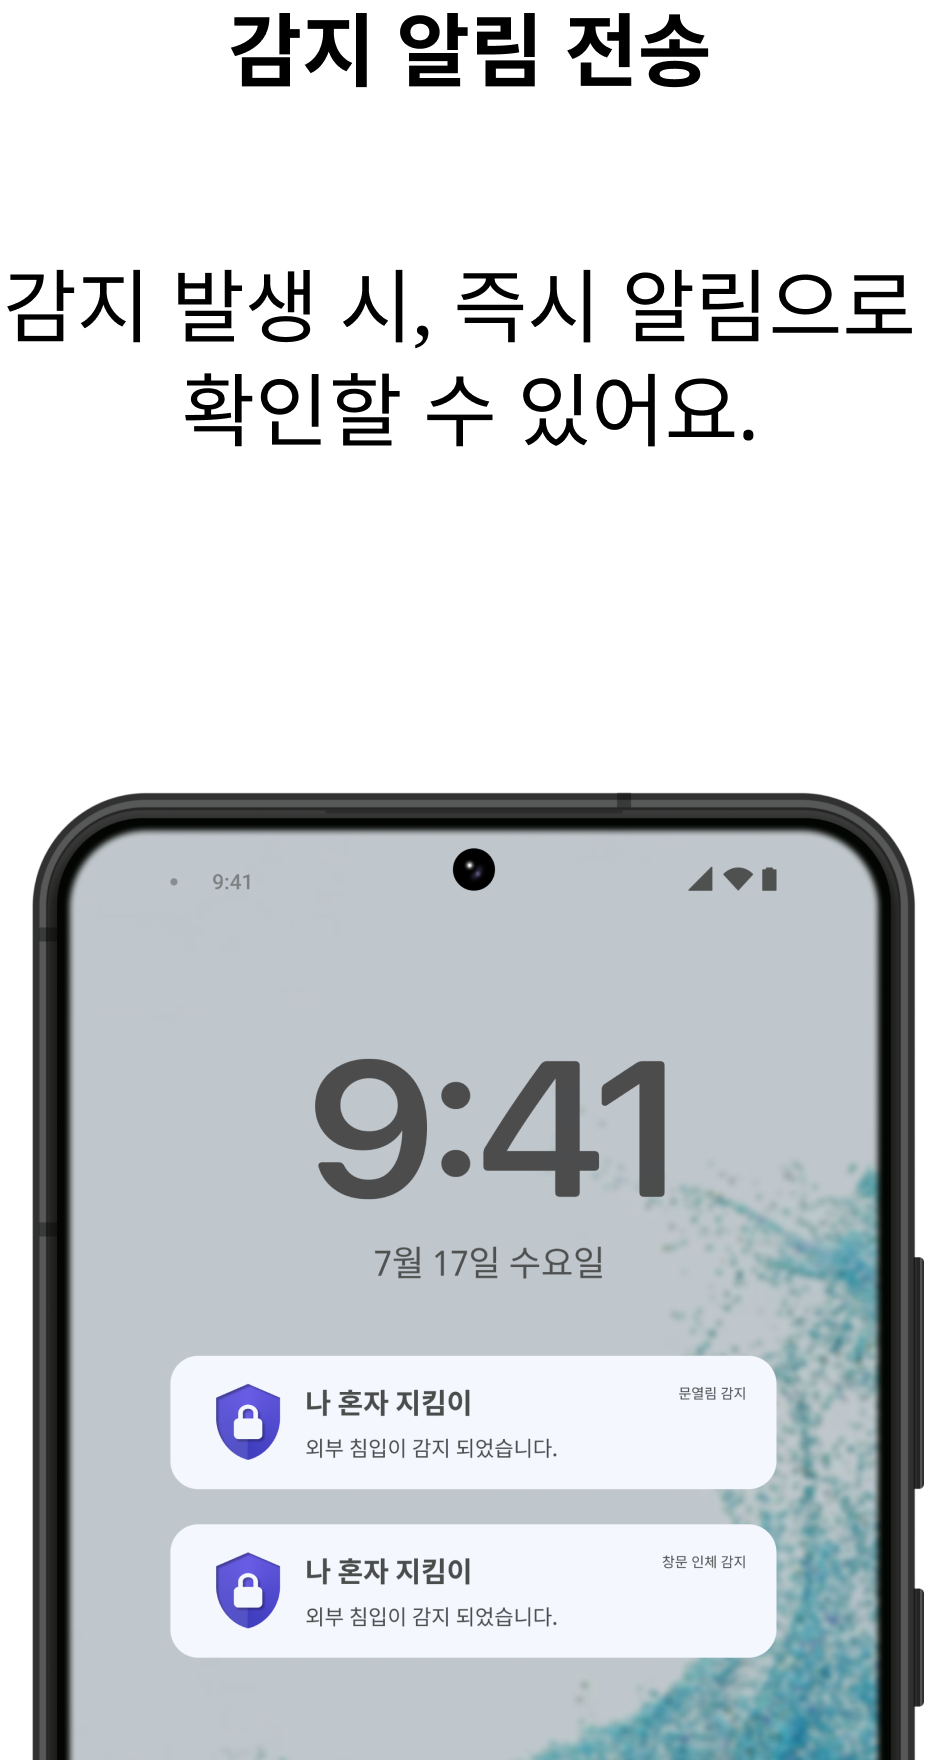 감지 알림 전송
감지 발생 시, 즉시 알림으로
확인할 수 있어요.
9:41
9:41
7월 17일 수요일
나 혼자 지킴이
문열림 감지
외부 침입이 감지 되었습니다.
나 혼자 지킴이
창문 인체 감지
외부 침입이 감지 되었습니다.